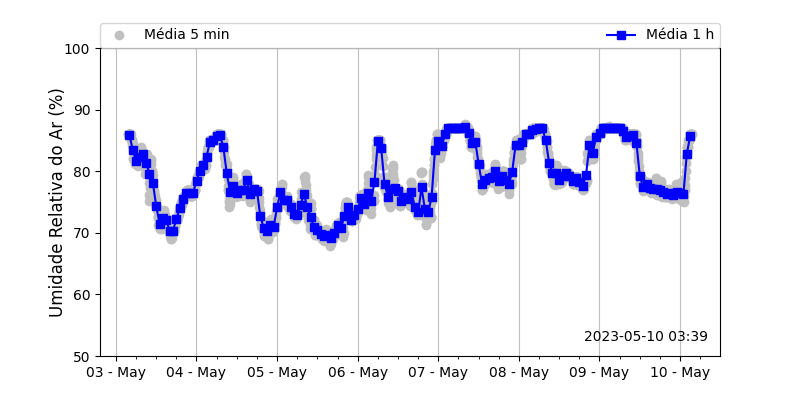 Média 5 min
Média 1 h
Umidade Relativa do Ar (%)
100
90
80
70
60
50
2023-05-10 03:39
03 - May
04 - May
05 - May
06 - May
07 - May
08 - May
09 - May
10 - May